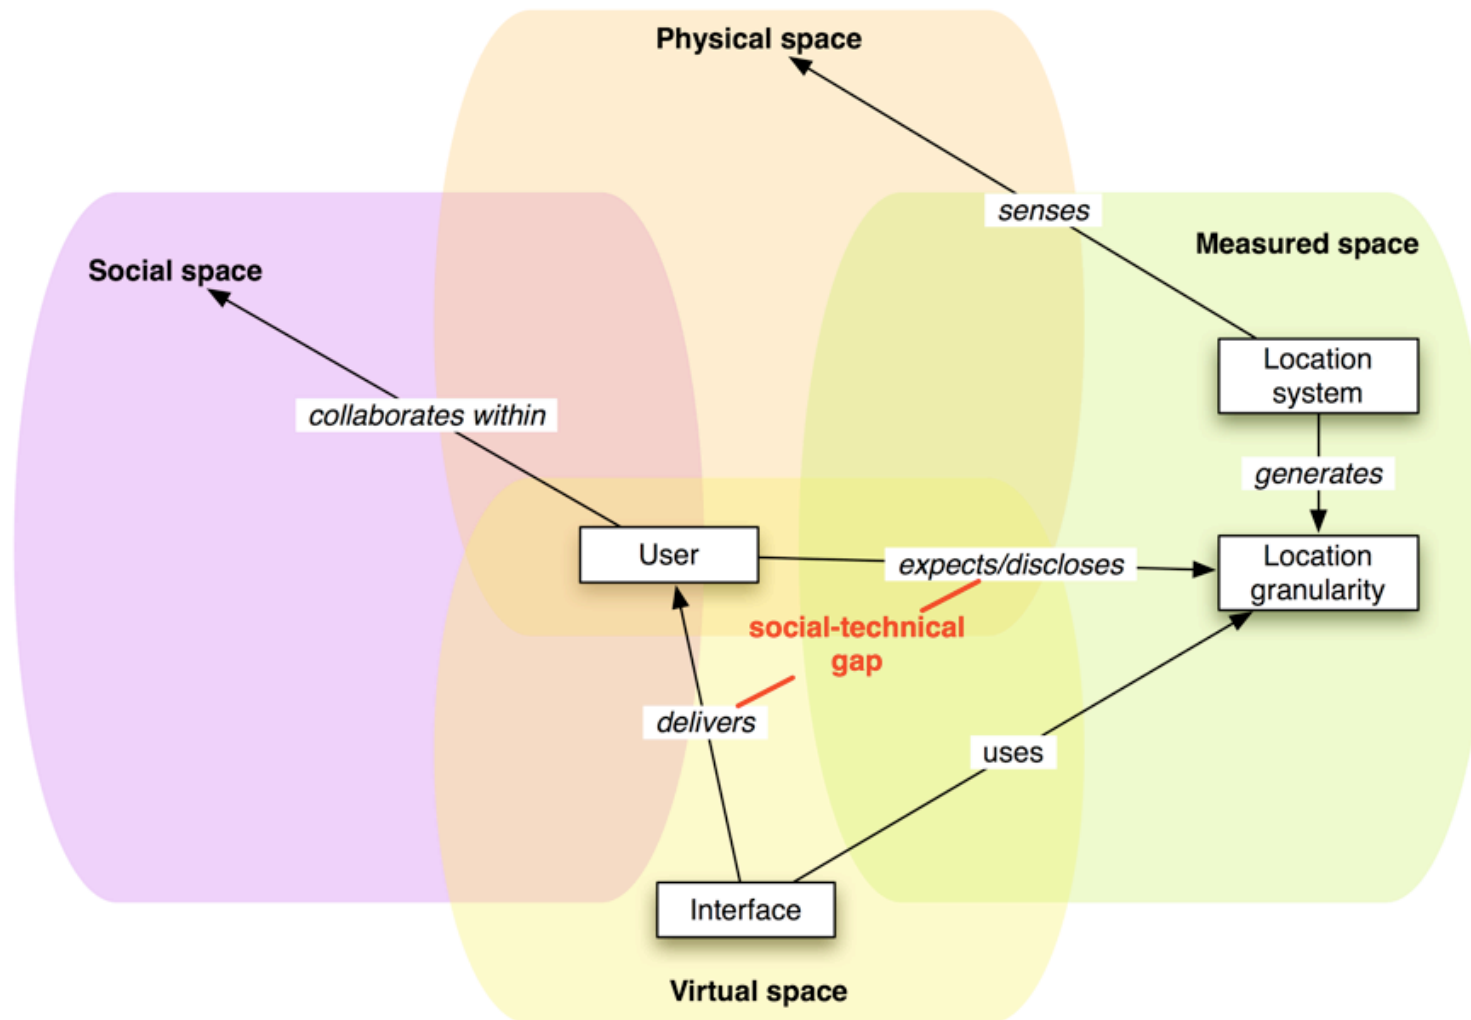 Physical space
senses
Measured space
Social space
Location
system
collaborates within
generates
User
expects/discloses
Location
granularity
social-technical
gap
delivers
uses
Interface
Virtual space